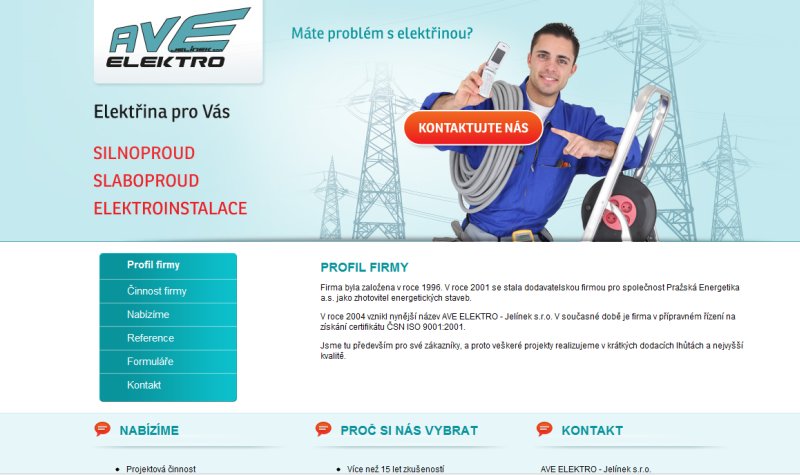 AVE
JELÍNEK s.r.o.
ELEKTRO
Máte problém s elektřinou?
Elektřina pro Vás
KONTAKTUJTE NÁS
SILNOPROUD
SLABOPROUD
ELEKTROINSTALACE
Profil firmy
Činnost firmy
Nabízíme
Reference
Formuláře
Kontakt
PROFIL FIRMY
Firma byla založena v roce 1996. V roce 2001 se stala dodavatelskou firmou pro společnost Pražská Energetika
a.s. jako zhotovitel energetických staveb.
V roce 2004 vznikl nynější název AVE ELEKTRO - Jelínek s.r.o. V současné době je firma v přípravném řízení na
získání certifikátu ČSN ISO 9001:2001.
Jsme tu především pro své zákazníky, a proto veškeré projekty realizujeme v krátkých dodacích lhůtách a nejvyšší
kvalitě.
NABÍZÍME
Projektová činnost
PROČ SI NÁS VYBRAT
Více než 15 let zkušeností
KONTAKT
AVE ELEKTRO - Jelínek s.r.o.